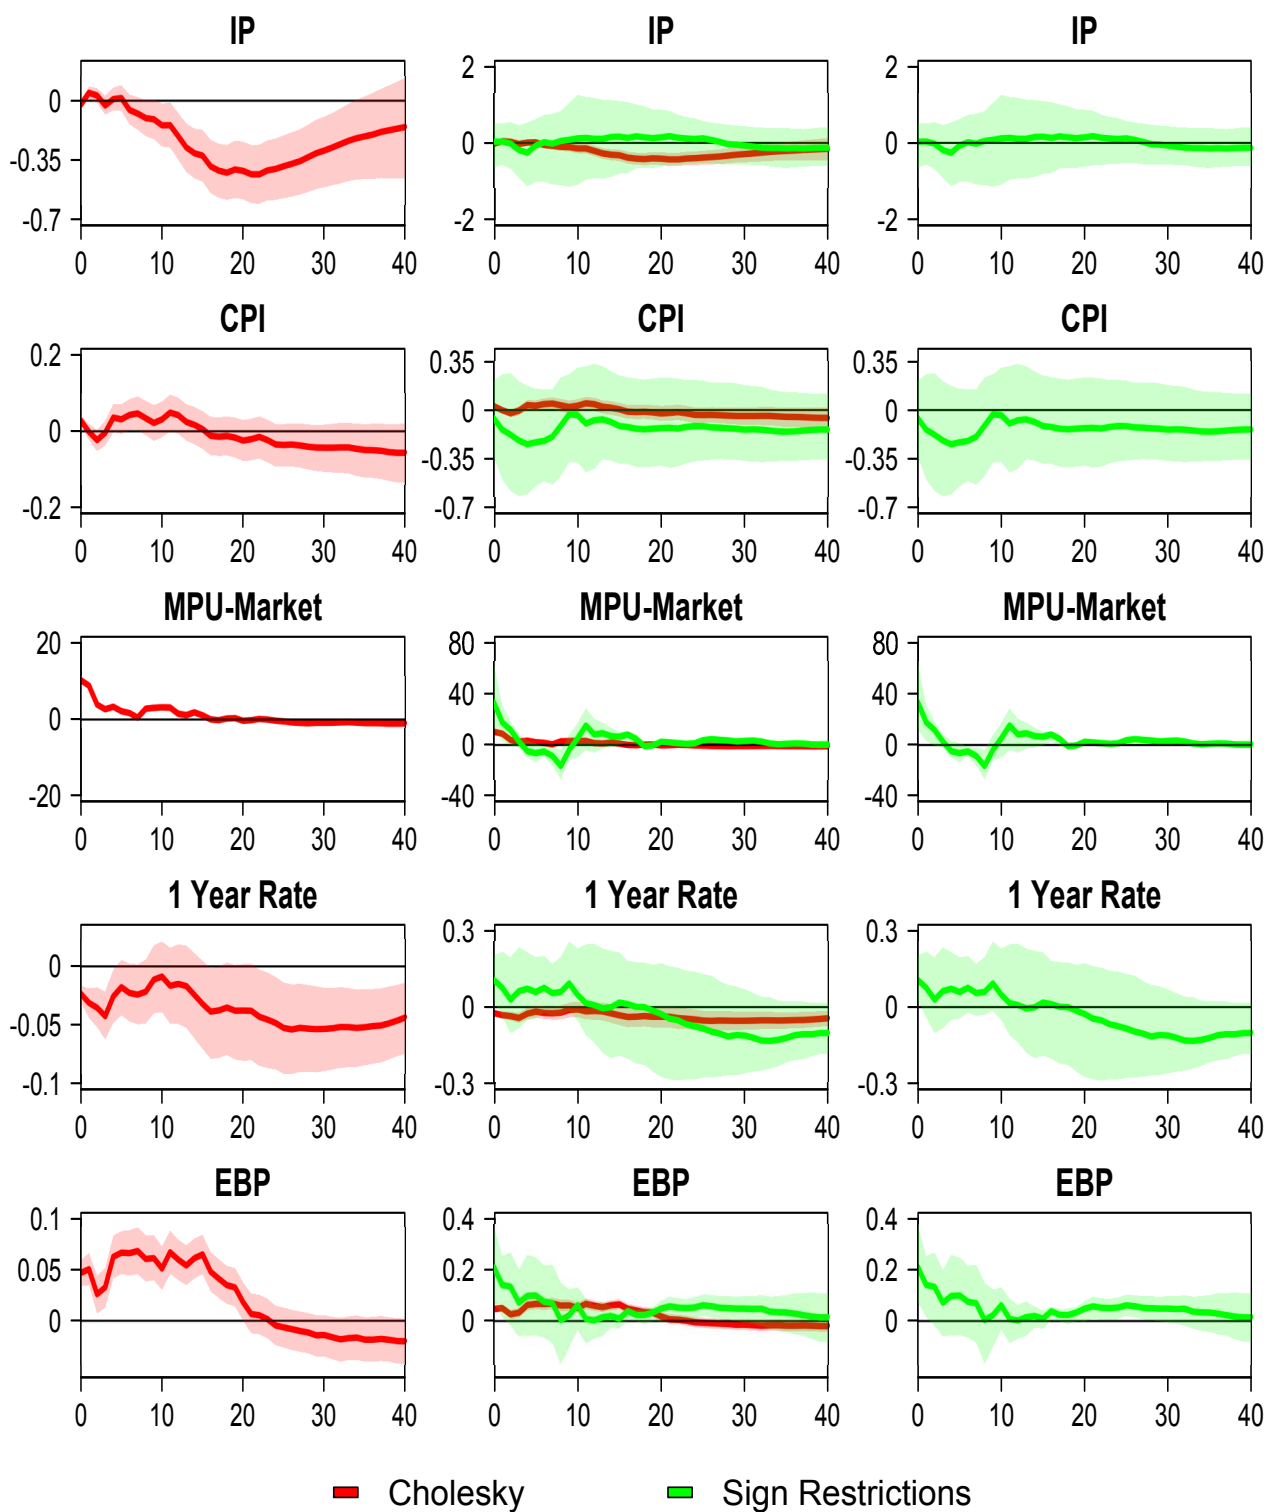 IP IP IP
0 2 2
-0.35 0 0
-0.7 -2 -2
0 10 20 30 40 0 10 20 30 40 0 10 20 30 40
CPI CPI CPI
0.2 0.35 0.35
0 0 0
-0.35 -0.35
-0.2 -0.7 -0.7
0 10 20 30 40 0 10 20 30 40 0 10 20 30 40
MPU-Market MPU-Market MPU-Market
20 80 80
40 40
0 0 0
-20 -40 -40
0 10 20 30 40 0 10 20 30 40 0 10 20 30 40
1 Year Rate 1 Year Rate 1 Year Rate
0 0.3 0.3
-0.05 0 0
-0.1 -0.3 -0.3
0 10 20 30 40 0 10 20 30 40 0 10 20 30 40
EBP EBP EBP
0.1 0.4 0.4
0.05 0.2 0.2
0 0 0
0 10 20 30 40 0 10 20 30 40 0 10 20 30 40
Cholesky Sign Restrictions